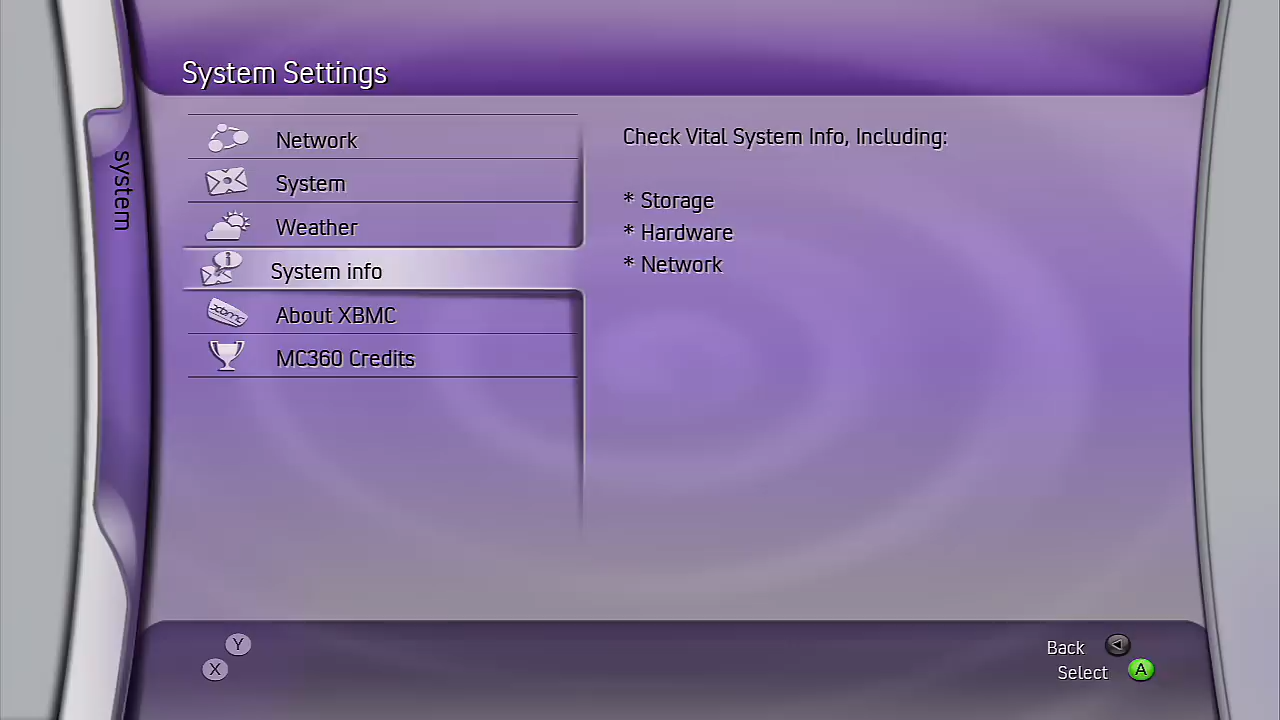 System Settings
system
Network
System
Weather
System info
About XBMC
MC360 Credits
Check Vital System Info, Including:
* Storage
* Hardware
* Network
Y
X
Back
Select A